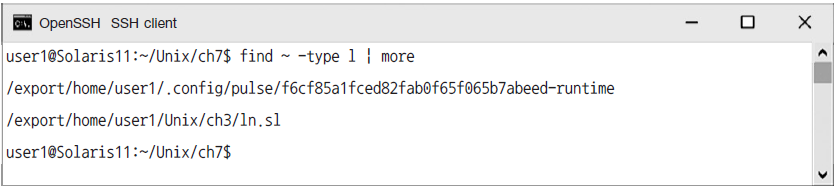 OpenSSH SSH client
user1@Solaris11:~/Unix/ch7$ find ~ -type l | more
/export/home/user1/.config/pulse/f6cf85a1fced82fab0f65f065b7abeed-runtime
/export/home/user1/Unix/ch3/ln.sl
user1@Solaris11:~/Unix/ch7$